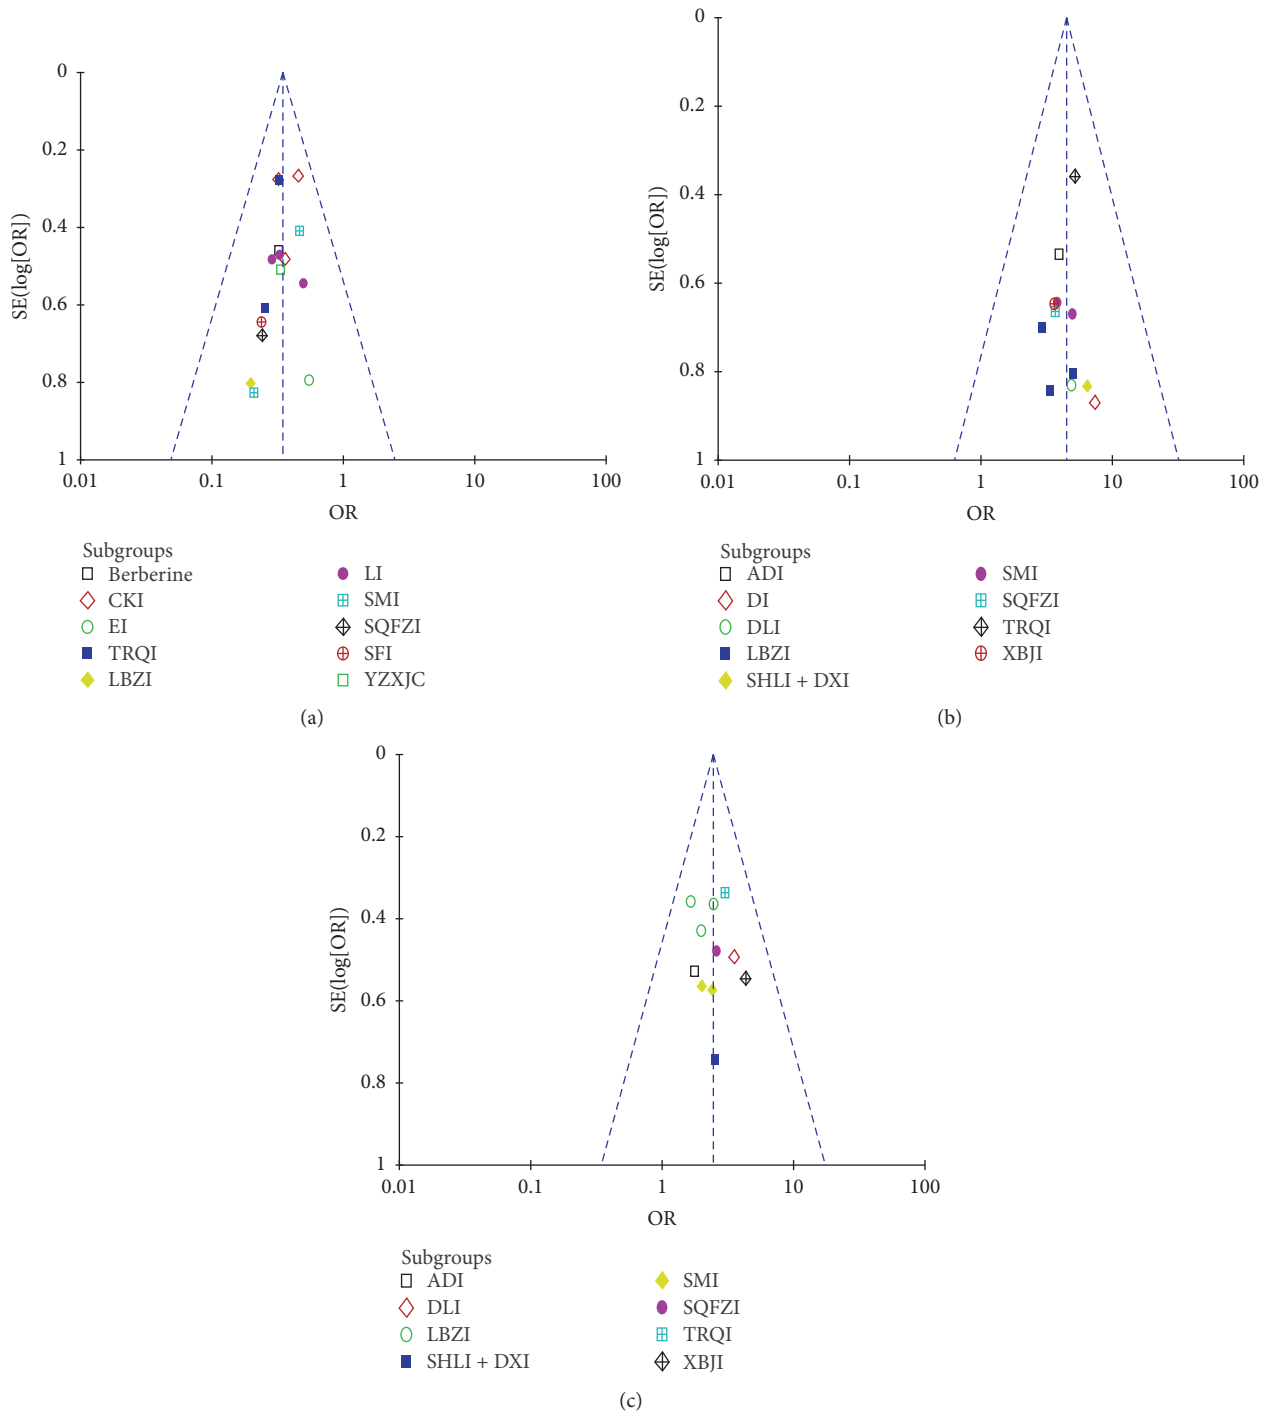 0
0.2
0.4
0.6
0.8
1
SE(log[OR])
0.01
0.1
1
10
100
OR
Subgroups
Berberine
CKI
EI
TRQI
LBZI
LI
SMI
SQFZI
SFI
YZXJC
(a)
0
0.2
0.4
0.6
0.8
1
SE(log[OR])
0.01
0.1
1
10
100
OR
Subgroups
ADI
DI
DLI
LBZI
SHLI + DXI
SMI
SQFZI
TRQI
XBJI
(b)
0
0.2
0.4
0.6
0.8
1
SE(log[OR])
0.01
0.1
1
10
100
OR
Subgroups
ADI
DLI
LBZI
SHLI + DXI
SMI
SQFZI
TRQI
XBJI
(c)